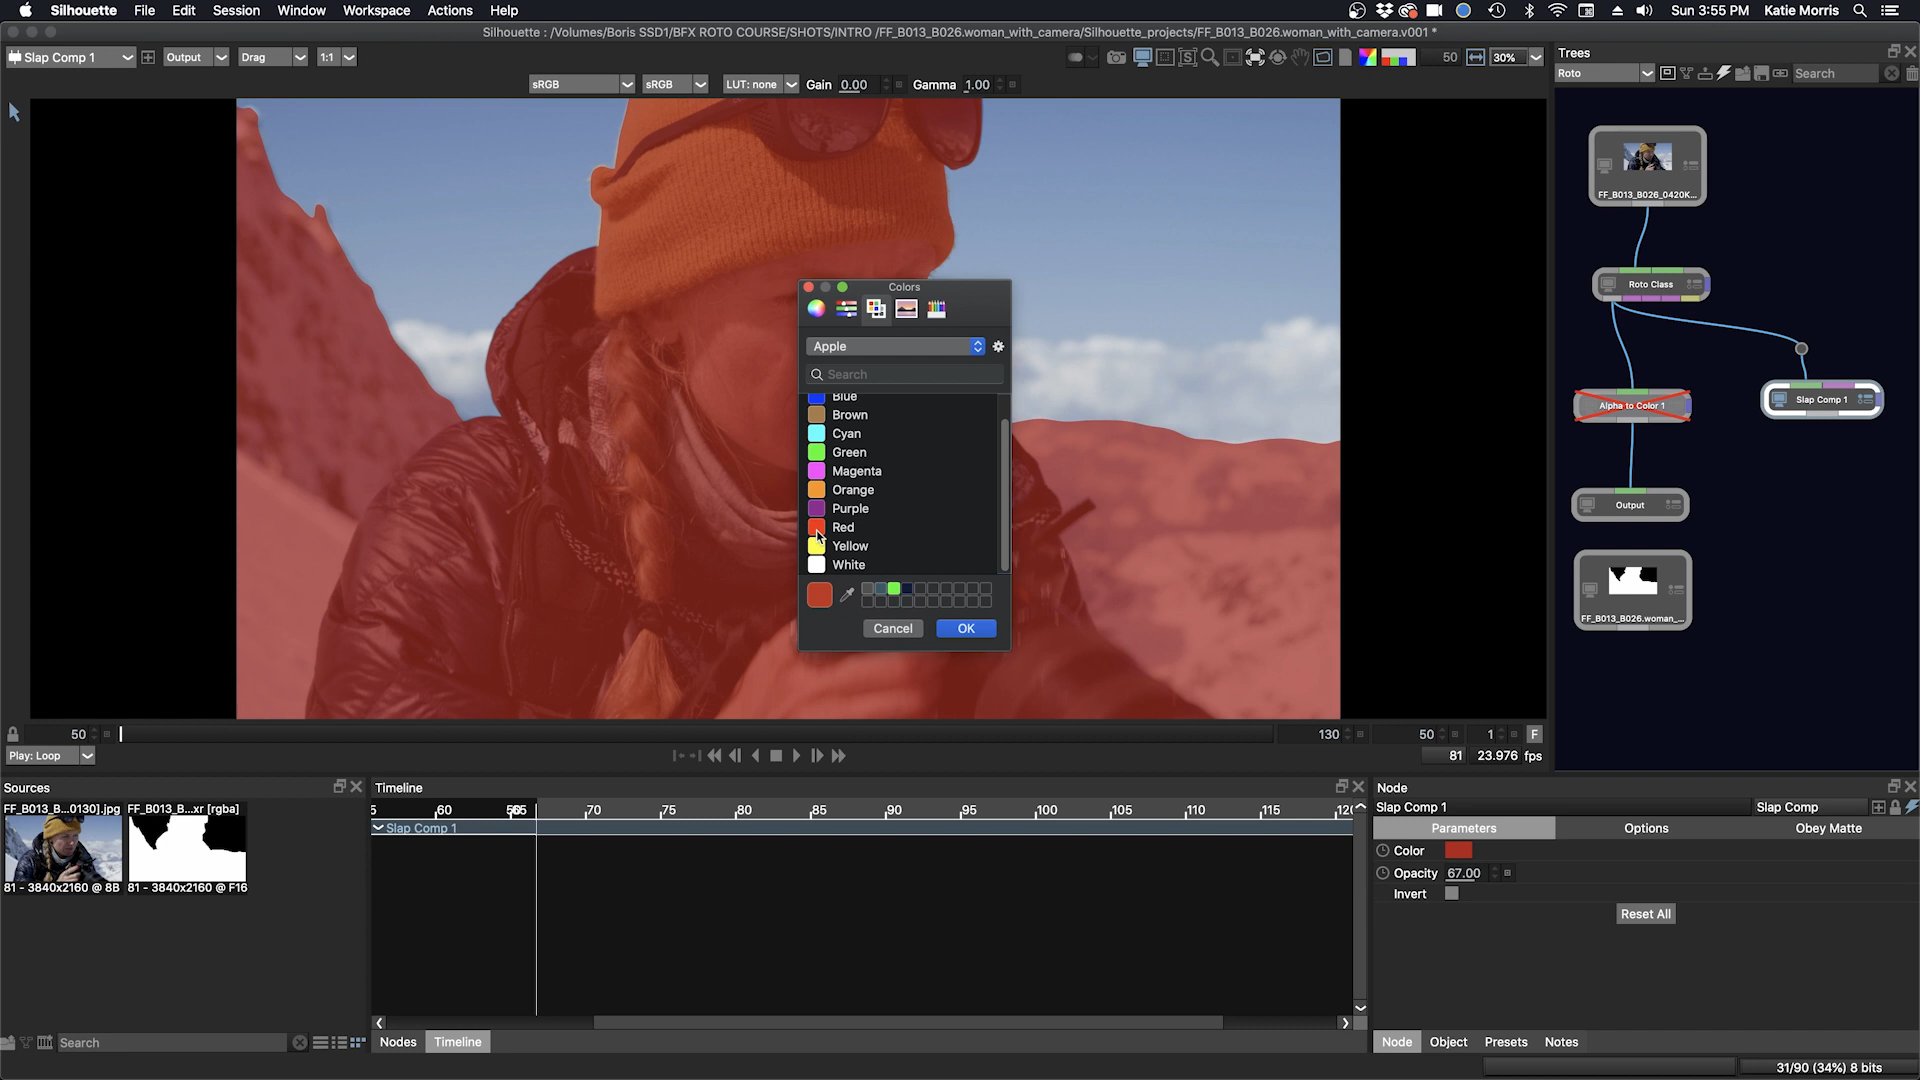 Silhouette File Edit Session Window Workspace Actions Help Sun 3:55 PM Katie Morris
Silhouette : /Volumes/Boris SSD1/BFX ROTO COURSE/SHOTS/INTRO /FF_B013_B026.woman_with_camera/Silhouette_projects/FF_B013_B026.woman_with_camera.v001 *
Slap Comp 1 Output Drag 1:1 50 30%
sRGB sRGB LUT: none Gain 0.00 Gamma 1.00
Trees
Roto Search
FF_B013_B026_0420K...
Roto Class
Alpha to Color 1
Slap Comp 1
Output
FF_B013_B026.woman_...
Colors
Apple
Search
Blue
Brown
Cyan
Green
Magenta
Orange
Purple
Red
Yellow
White
Cancel OK
50 130 50 1 F
Play: Loop 81 23.976 fps
Sources
FF_B013_B...0130].jpg FF_B013_B...xr [rgba]
81 - 3840x2160 @ 8B 81 - 3840x2160 @ F16
Search
Timeline
60 70 75 80 85 90 95 100 105 110 115
Slap Comp 1
Nodes Timeline
Node
Slap Comp 1 Slap Comp
Parameters Options Obey Matte
Color
Opacity 67.00
Invert
Reset All
Node Object Presets Notes
31/90 (34%) 8 bits